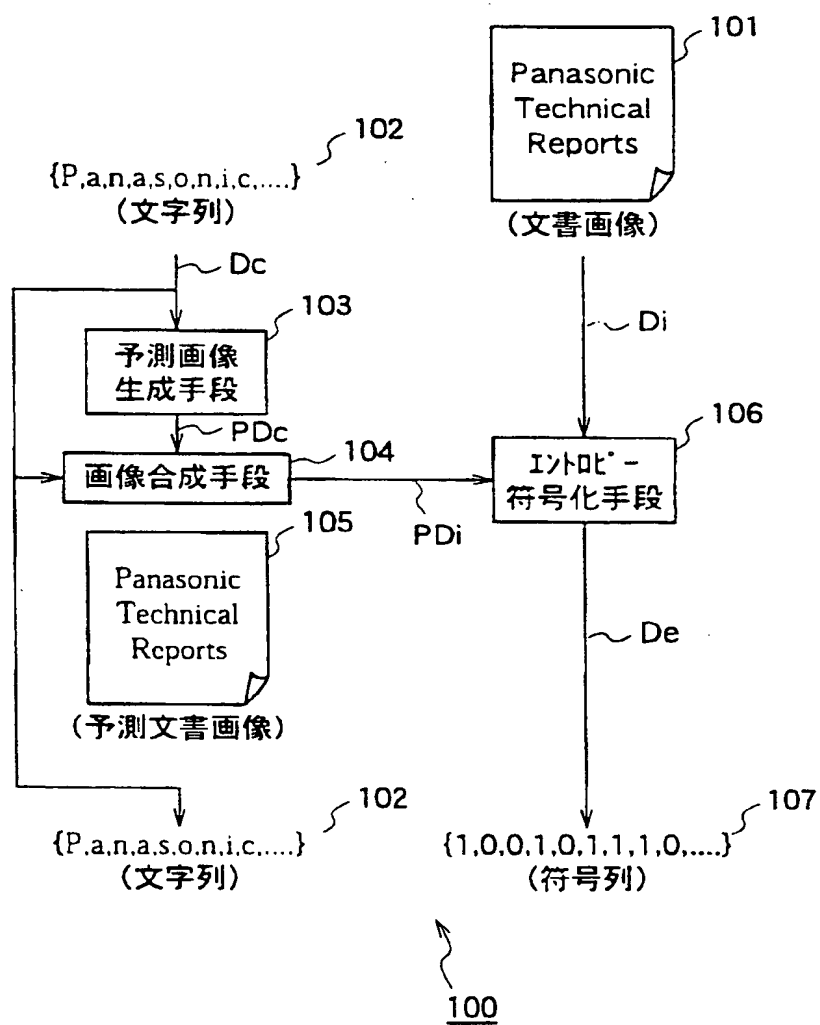 101
Panasonic
Technical
Reports
(文書画像)
102
{P,a,n,a,s,o,n,i,c,....}
(文字列)
Dc
Di
103
予測画像
生成手段
PDc
104
画像合成手段
PDi
106
ｴﾝﾄﾛﾋﾟｰ
符号化手段
105
Panasonic
Technical
Reports
(予測文書画像)
De
102
{P,a,n,a,s,o,n,i,c,....}
(文字列)
107
{1,0,0,1,0,1,1,1,0,....}
(符号列)
100